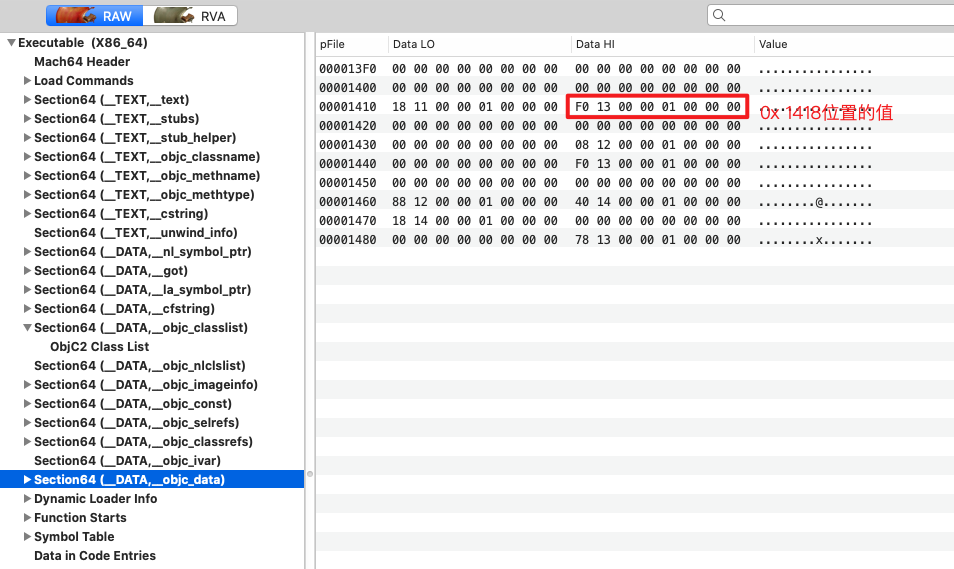 RAW RVA
Executable (X86_64)
Mach64 Header
Load Commands
Section64 (__TEXT,__text)
Section64 (__TEXT,__stubs)
Section64 (__TEXT,__stub_helper)
Section64 (__TEXT,__objc_classname)
Section64 (__TEXT,__objc_methname)
Section64 (__TEXT,__objc_methtype)
Section64 (__TEXT,__cstring)
Section64 (__TEXT,__unwind_info)
Section64 (__DATA,__nl_symbol_ptr)
Section64 (__DATA,__got)
Section64 (__DATA,__la_symbol_ptr)
Section64 (__DATA,__cfstring)
Section64 (__DATA,__objc_classlist)
ObjC2 Class List
Section64 (__DATA,__objc_nlclslist)
Section64 (__DATA,__objc_imageinfo)
Section64 (__DATA,__objc_const)
Section64 (__DATA,__objc_selrefs)
Section64 (__DATA,__objc_classrefs)
Section64 (__DATA,__objc_ivar)
Section64 (__DATA,__objc_data)
Dynamic Loader Info
Function Starts
Symbol Table
Data in Code Entries
pFile Data LO Data HI Value
000013F0 00 00 00 00 00 00 00 00 00 00 00 00 00 00 00 00 ................
00001400 00 00 00 00 00 00 00 00 00 00 00 00 00 00 00 00 ................
00001410 18 11 00 00 01 00 00 00 F0 13 00 00 01 00 00 00 ................
0x 1418位置的值
00001420 00 00 00 00 00 00 00 00 00 00 00 00 00 00 00 00 ................
00001430 00 00 00 00 00 00 00 00 08 12 00 00 01 00 00 00 ................
00001440 00 00 00 00 00 00 00 00 F0 13 00 00 01 00 00 00 ................
00001450 00 00 00 00 00 00 00 00 00 00 00 00 00 00 00 00 ................
00001460 88 12 00 00 01 00 00 00 40 14 00 00 01 00 00 00 ........@.......
00001470 18 14 00 00 01 00 00 00 00 00 00 00 00 00 00 00 ................
00001480 00 00 00 00 00 00 00 00 78 13 00 00 01 00 00 00 ........x.......